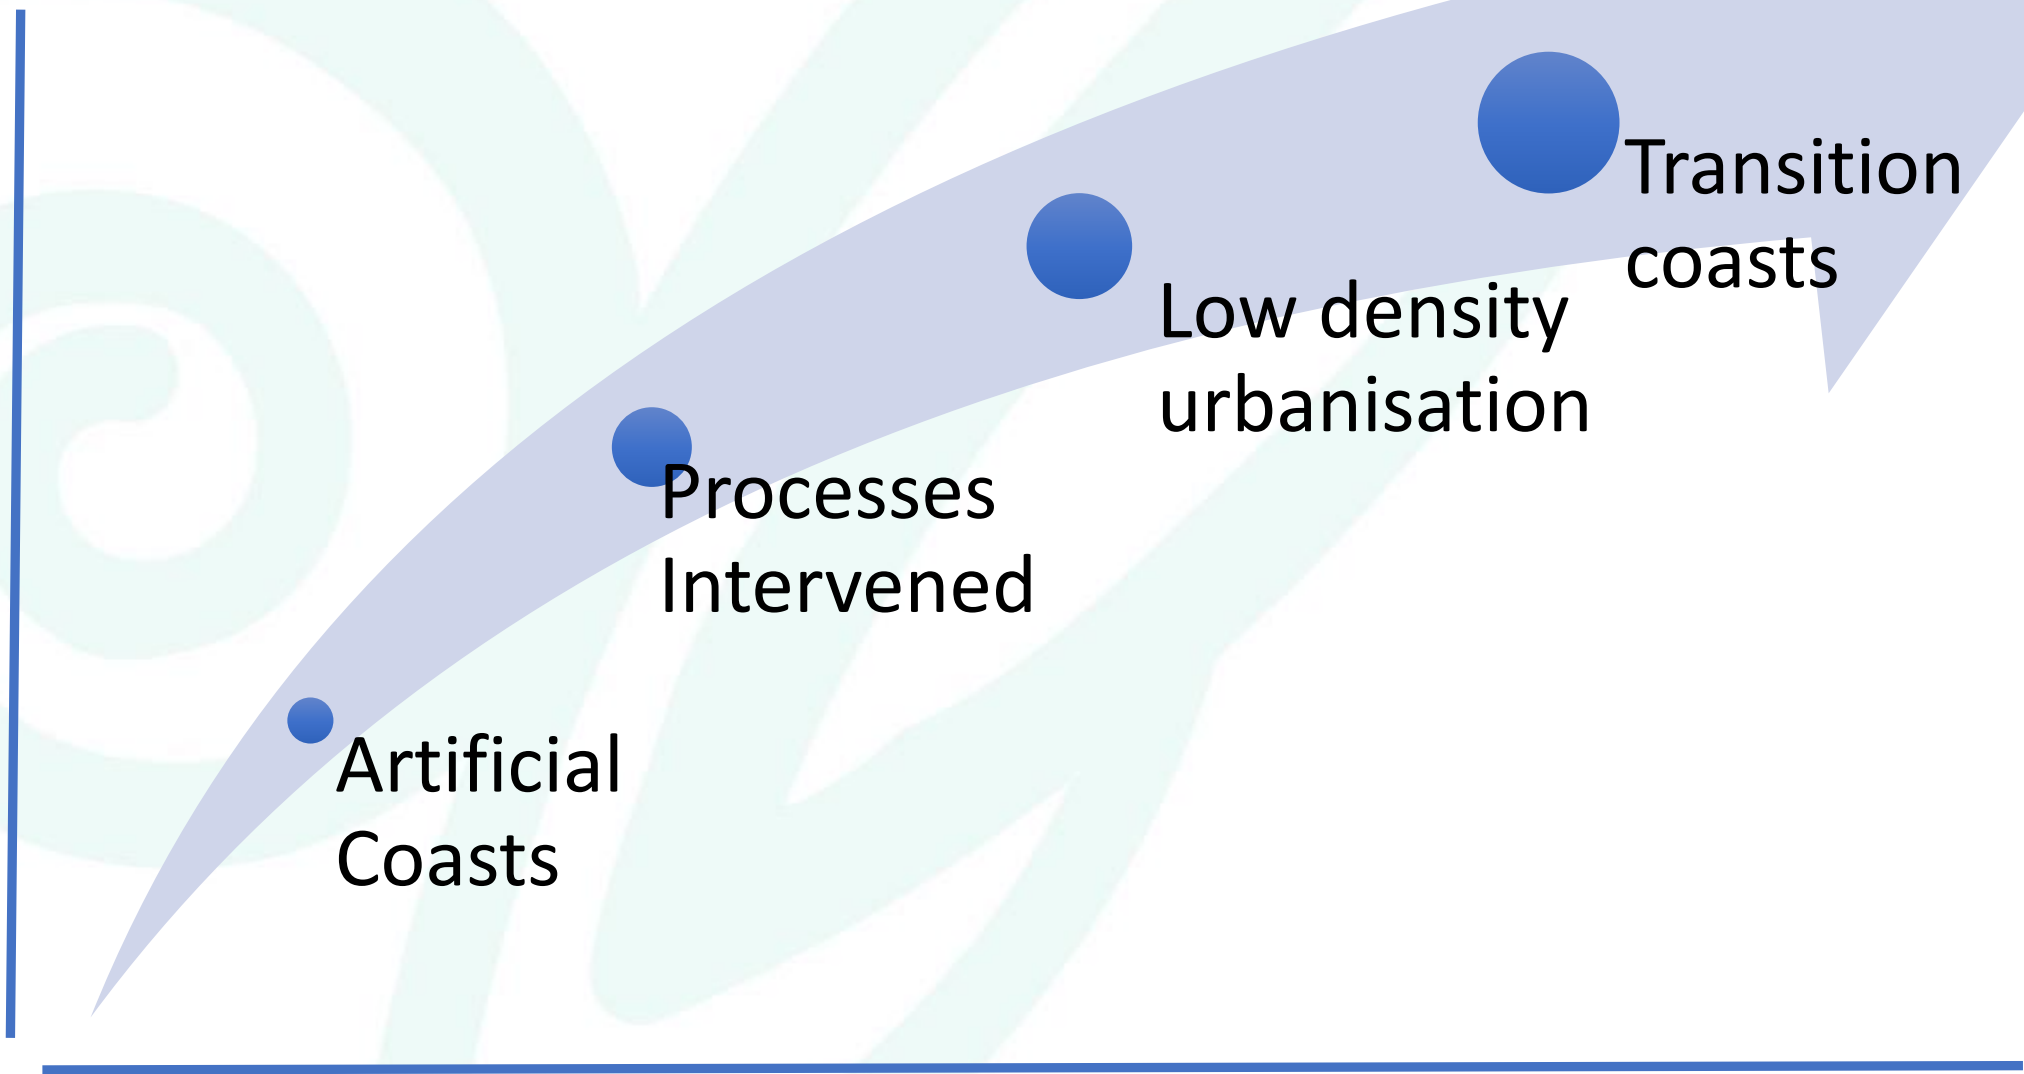 Transition
coasts
Low density
urbanisation
Processes
Intervened
Artificial
Coasts